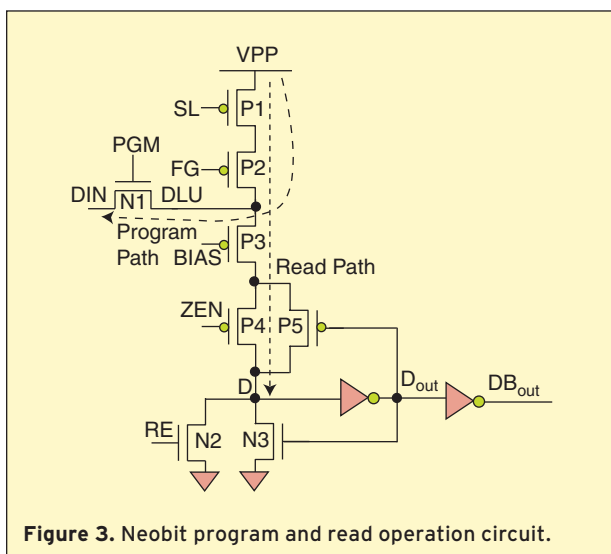 VPP
SL P1
PGM
FG P2
DIN N1 DLU
Program
Path
BIAS P3
Read Path
ZEN P4 P5
D Dout DBout
RE N2 N3
Figure 3. Neobit program and read operation circuit.